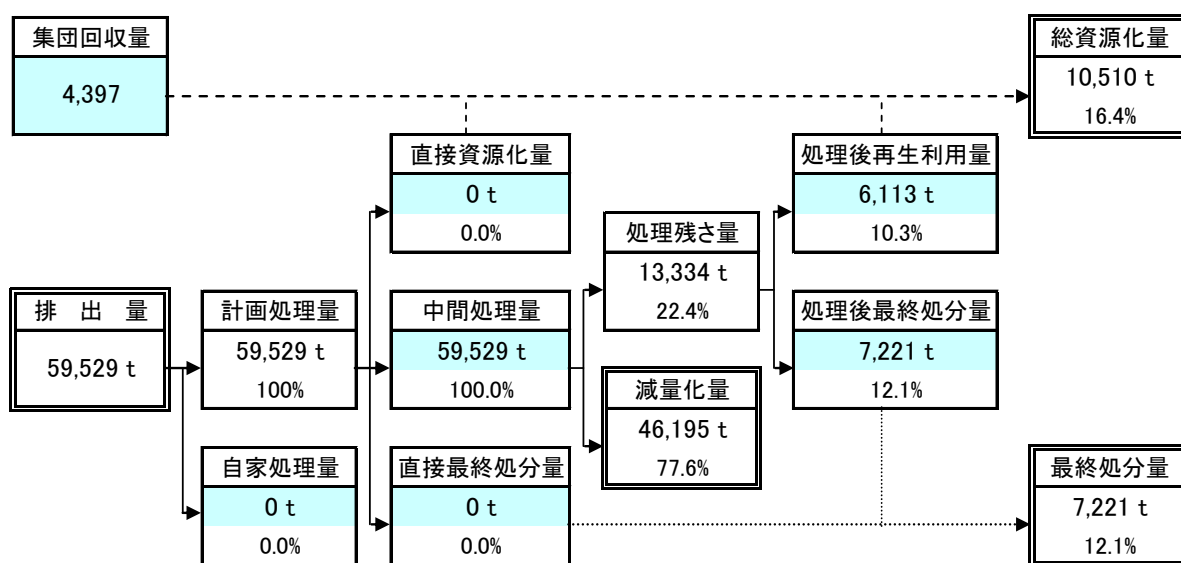 集団回収量
4,397
総資源化量
10,510 t
16.4%
直接資源化量
0 t
0.0%
処理後再生利用量
6,113 t
10.3%
処理残さ量
13,334 t
22.4%
排 出 量
59,529 t
計画処理量
59,529 t
100%
中間処理量
59,529 t
100.0%
処理後最終処分量
7,221 t
12.1%
減量化量
46,195 t
77.6%
自家処理量
0 t
0.0%
直接最終処分量
0 t
0.0%
最終処分量
7,221 t
12.1%